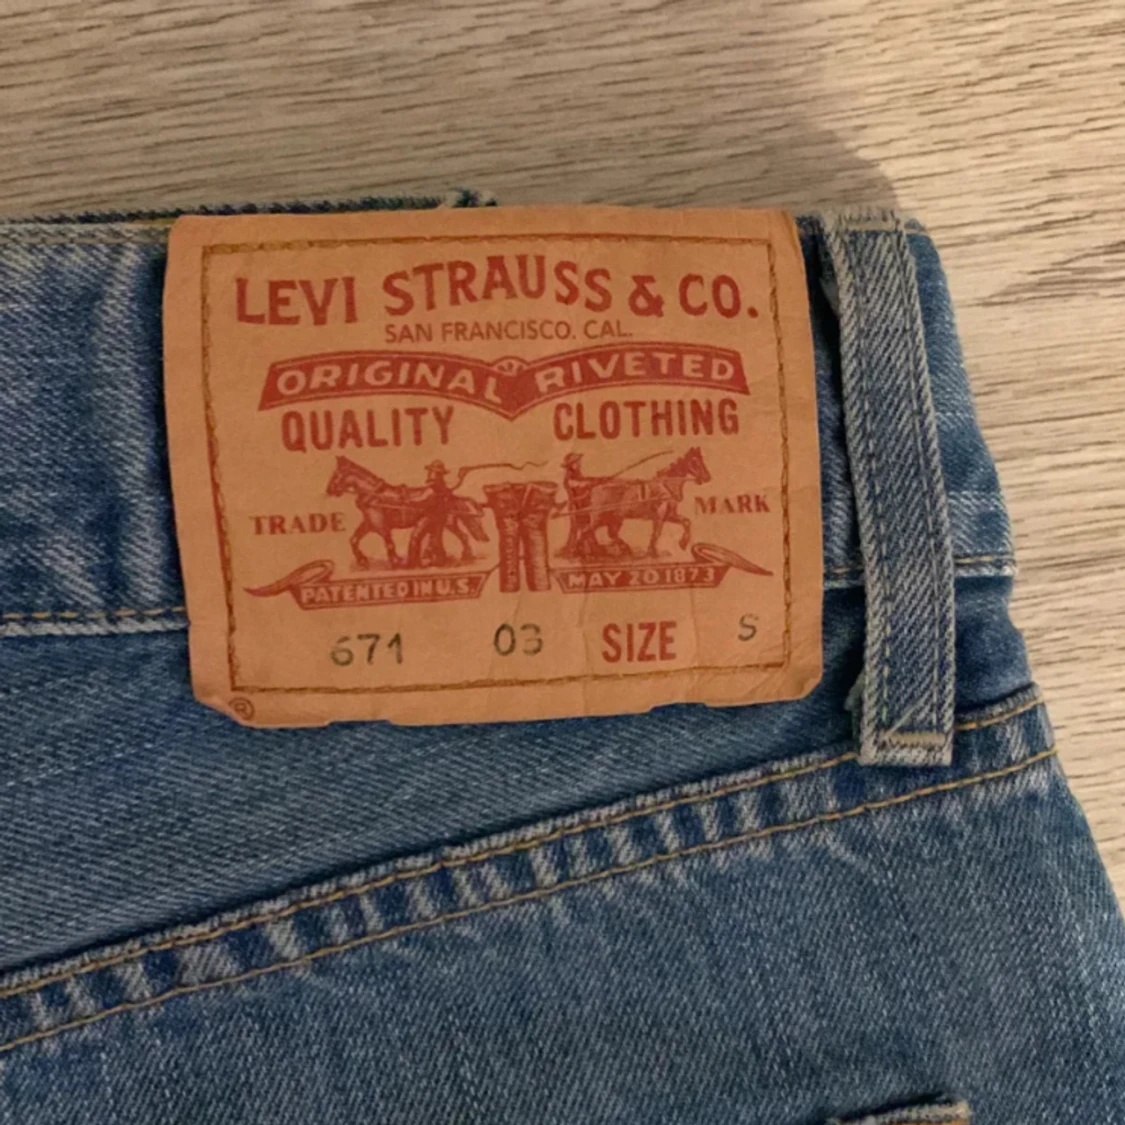 LEVI STRAUSS & CO.
SAN FRANCISCO. CAL.
ORIGINAL RIVETED
QUALITY CLOTHING
TRADE MARK
PATENTED IN U.S. MAY 20 1873
671 03 SIZE S
®